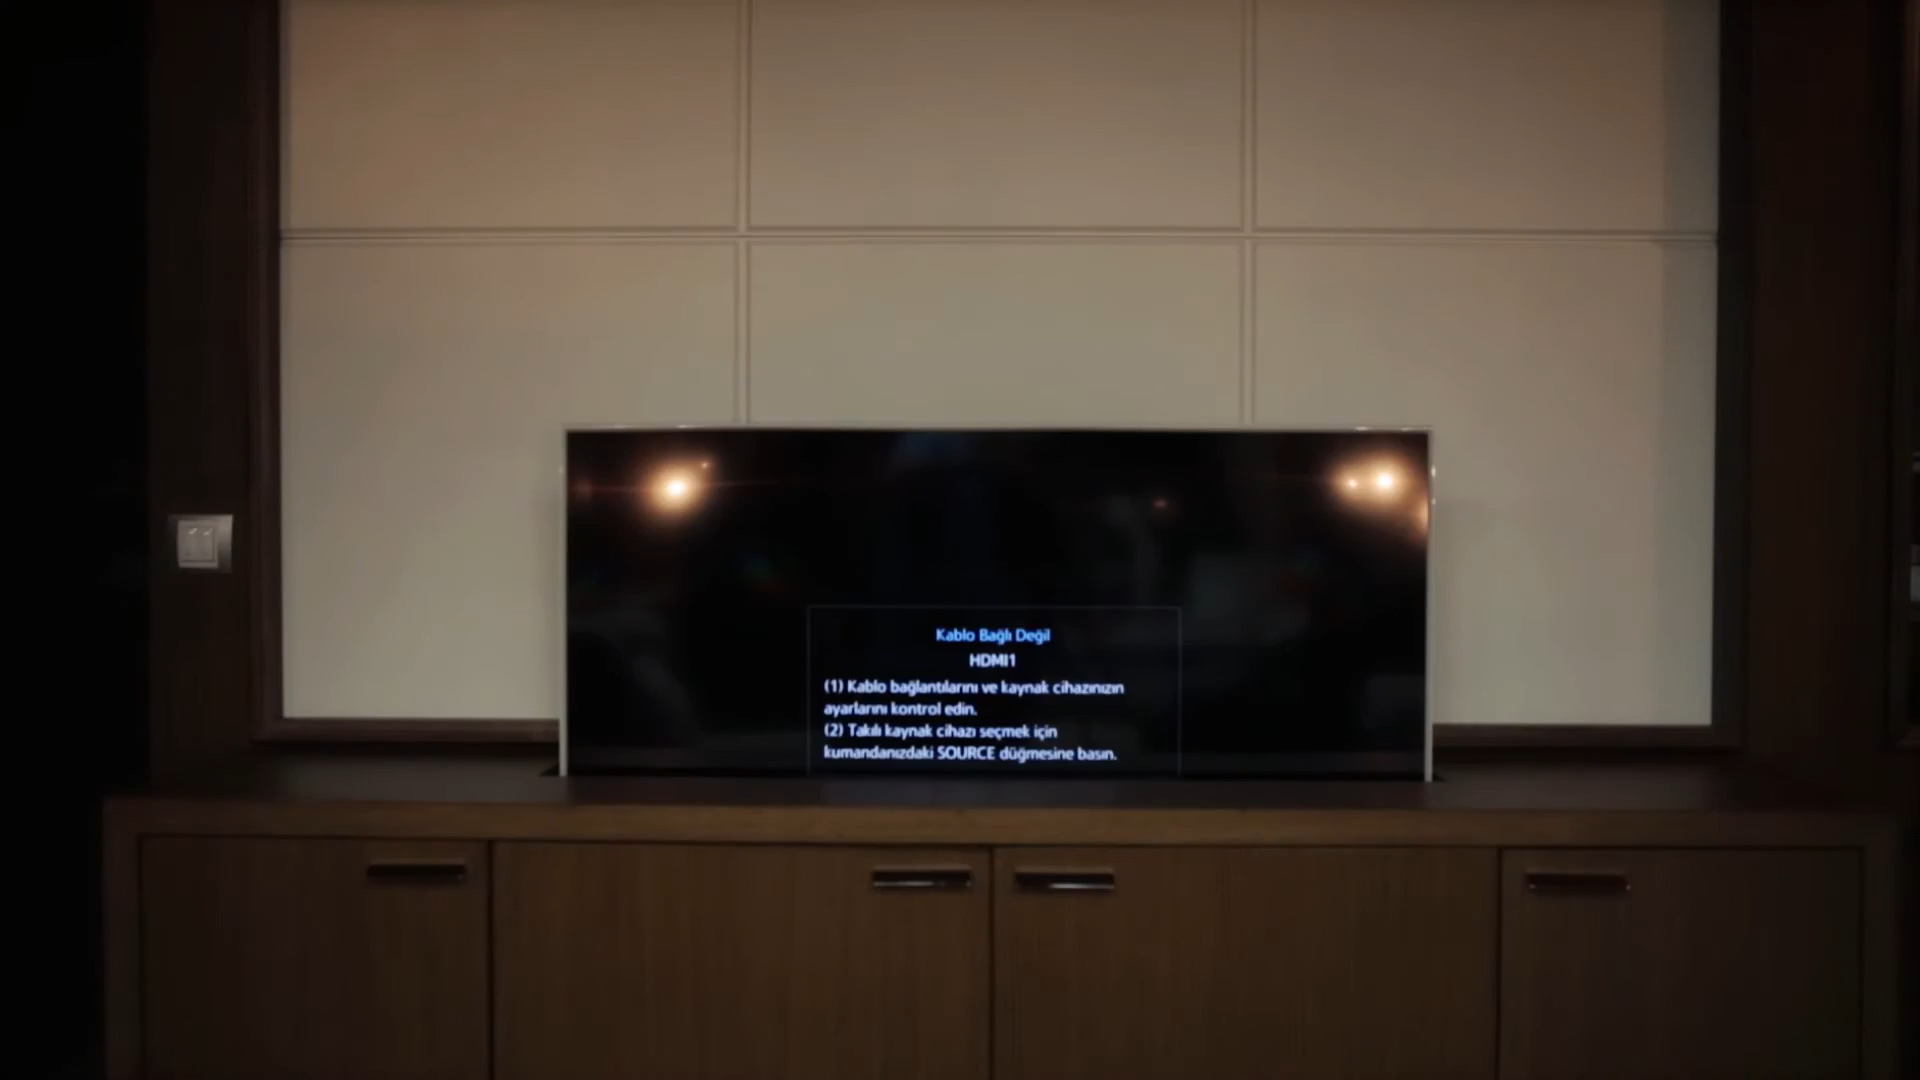 Kablo Bağlı Değil
HDMI1
(1) Kablo bağlantılarını ve kaynak cihazınızın
ayarlarını kontrol edin.
(2) Takılı kaynak cihazı seçmek için
kumandanızdaki SOURCE düğmesine basın.